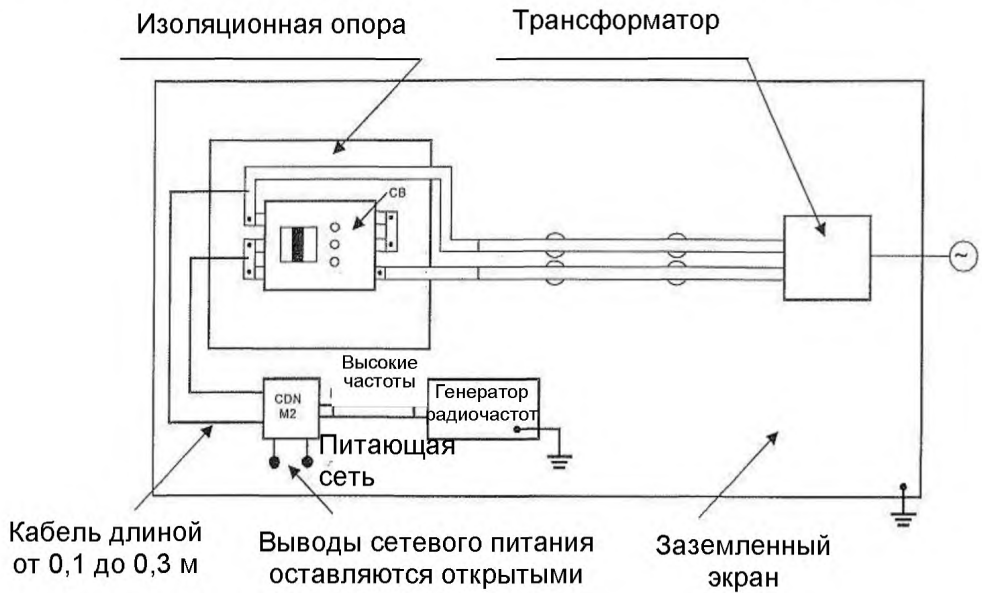 Изоляционная опора
Трансформатор
CB
~
Высокие
частоты
CDN
M2
Генератор
радиочастот
Питающая
сеть
Кабель длиной
от 0,1 до 0,3 м
Выводы сетевого питания
оставляются открытыми
Заземленный
экран